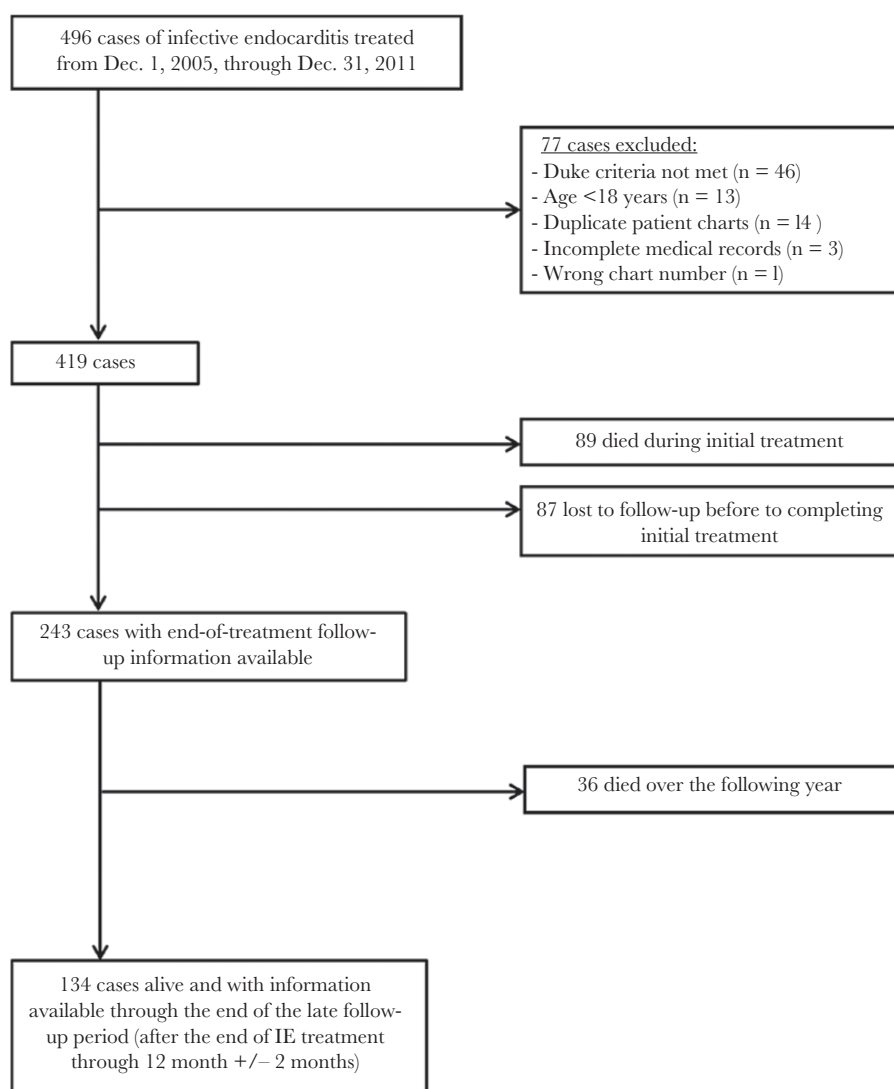 496 cases of infective endocarditis treated
from Dec. 1, 2005, through Dec. 31, 2011
77 cases excluded:
- Duke criteria not met (n = 46)
- Age <18 years (n = 13)
- Duplicate patient charts (n = l4 )
- Incomplete medical records (n = 3)
- Wrong chart number (n = l)
419 cases
89 died during initial treatment
87 lost to follow-up before to completing
initial treatment
243 cases with end-of-treatment follow-
up information available
36 died over the following year
134 cases alive and with information
available through the end of the late follow-
up period (after the end of IE treatment
through 12 month +/– 2 months)